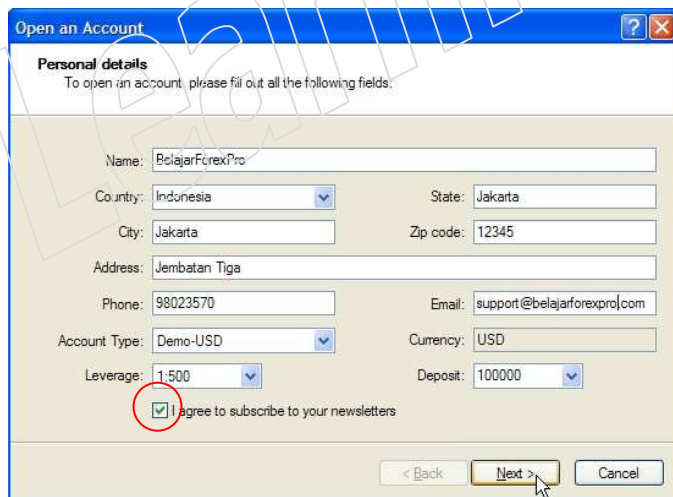 Open an Account
Personal details
To open an account, please fill out all the following fields:
Name: BelajarForexPro
Country: Indonesia State: Jakarta
City: Jakarta Zip code: 12345
Address: Jembatan Tiga
Phone: 98023570 Email: support@belajarforexpro.com
Account Type: Demo-USD Currency: USD
Leverage: 1:500 Deposit: 100000
I agree to subscribe to your newsletters
< Back Next > Cancel